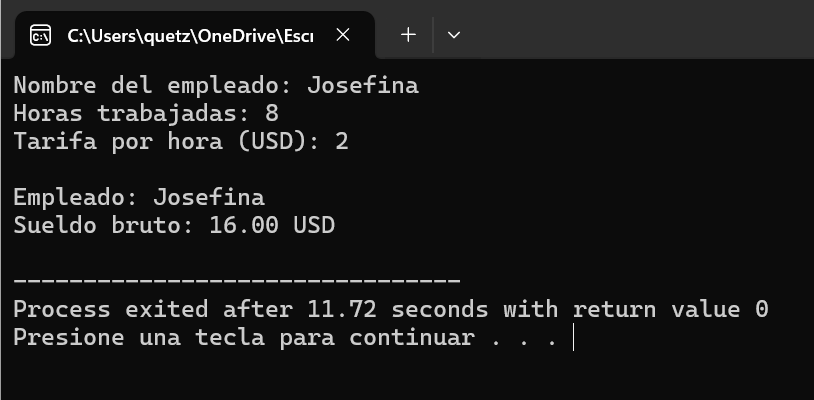 C:\Users\quetz\OneDrive\Escr
Nombre del empleado: Josefina
Horas trabajadas: 8
Tarifa por hora (USD): 2
Empleado: Josefina
Sueldo bruto: 16.00 USD
--------------------------------
Process exited after 11.72 seconds with return value 0
Presione una tecla para continuar . . .